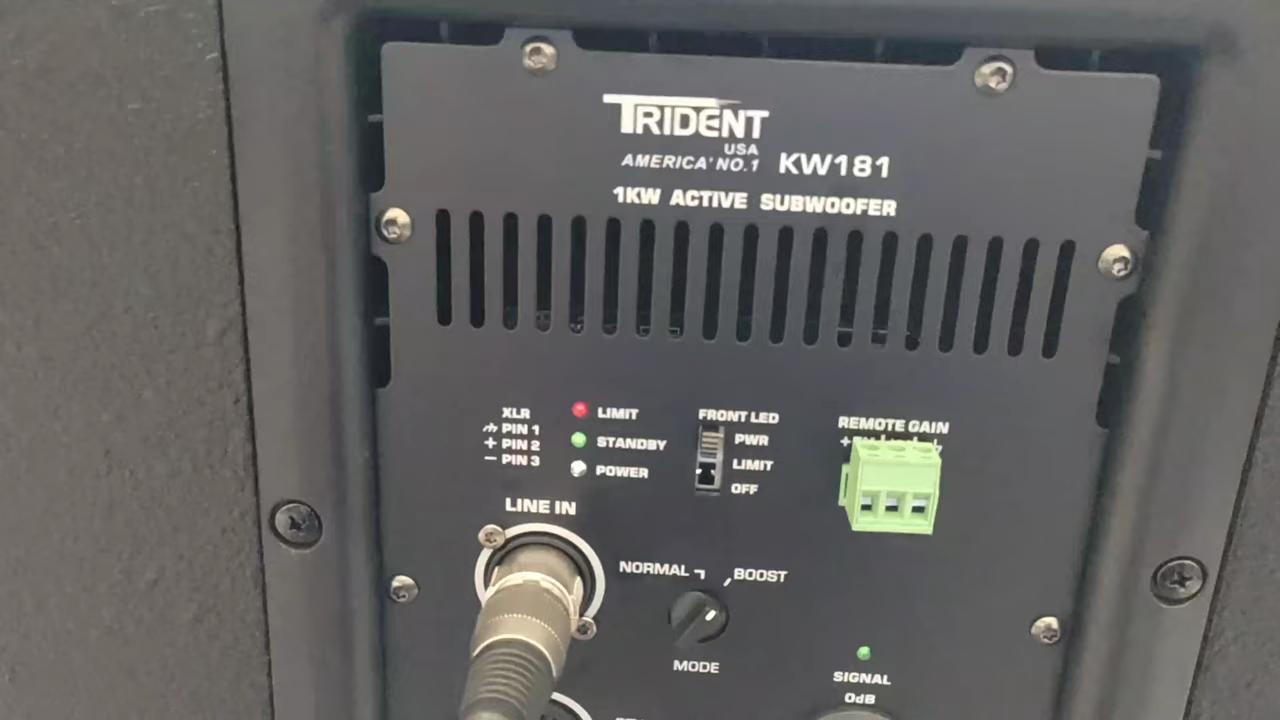 TRIDENT
USA
AMERICA' NO.1 KW181
1KW ACTIVE SUBWOOFER
XLR
PIN 1
+ PIN 2
− PIN 3
LIMIT
STANDBY
POWER
FRONT LED
PWR
LIMIT
OFF
REMOTE GAIN
LINE IN
NORMAL
BOOST
MODE
SIGNAL
0dB